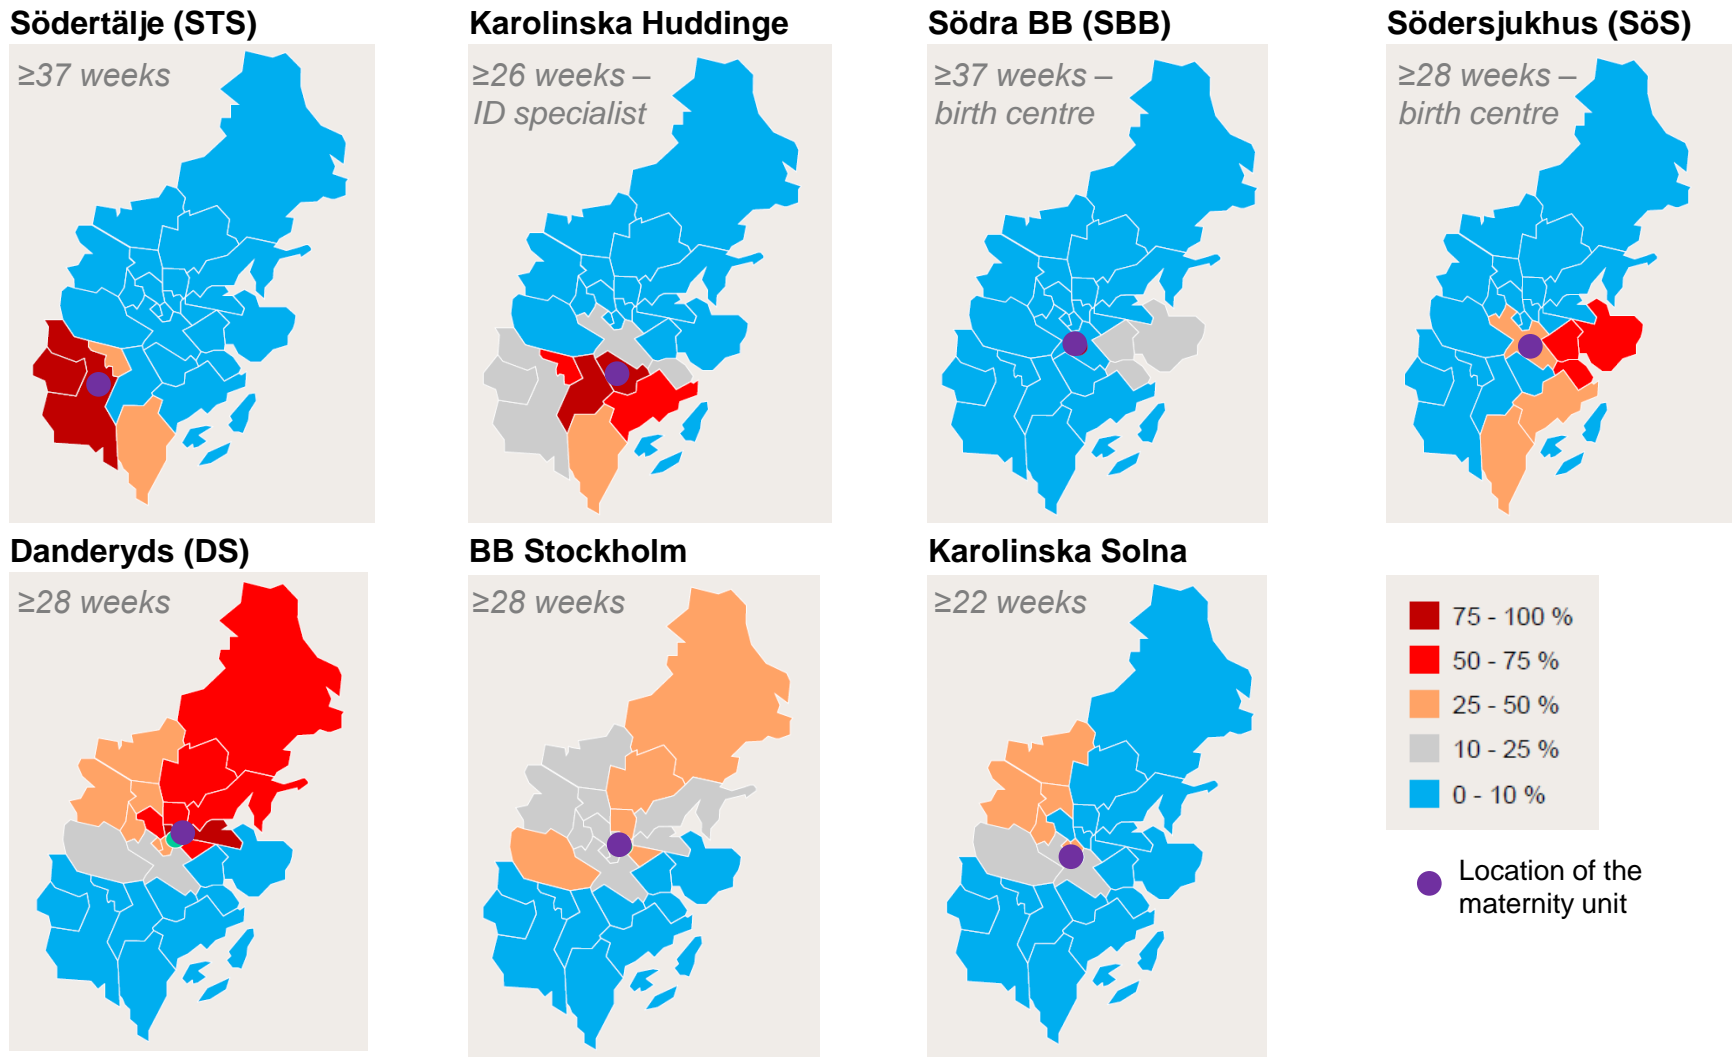 Södertälje (STS)
≥37 weeks
Karolinska Huddinge
≥26 weeks –
ID specialist
Södra BB (SBB)
≥37 weeks –
birth centre
Södersjukhus (SöS)
≥28 weeks –
birth centre
Danderyds (DS)
≥28 weeks
BB Stockholm
≥28 weeks
Karolinska Solna
≥22 weeks
75 - 100 %
50 - 75 %
25 - 50 %
10 - 25 %
0 - 10 %
Location of the
maternity unit